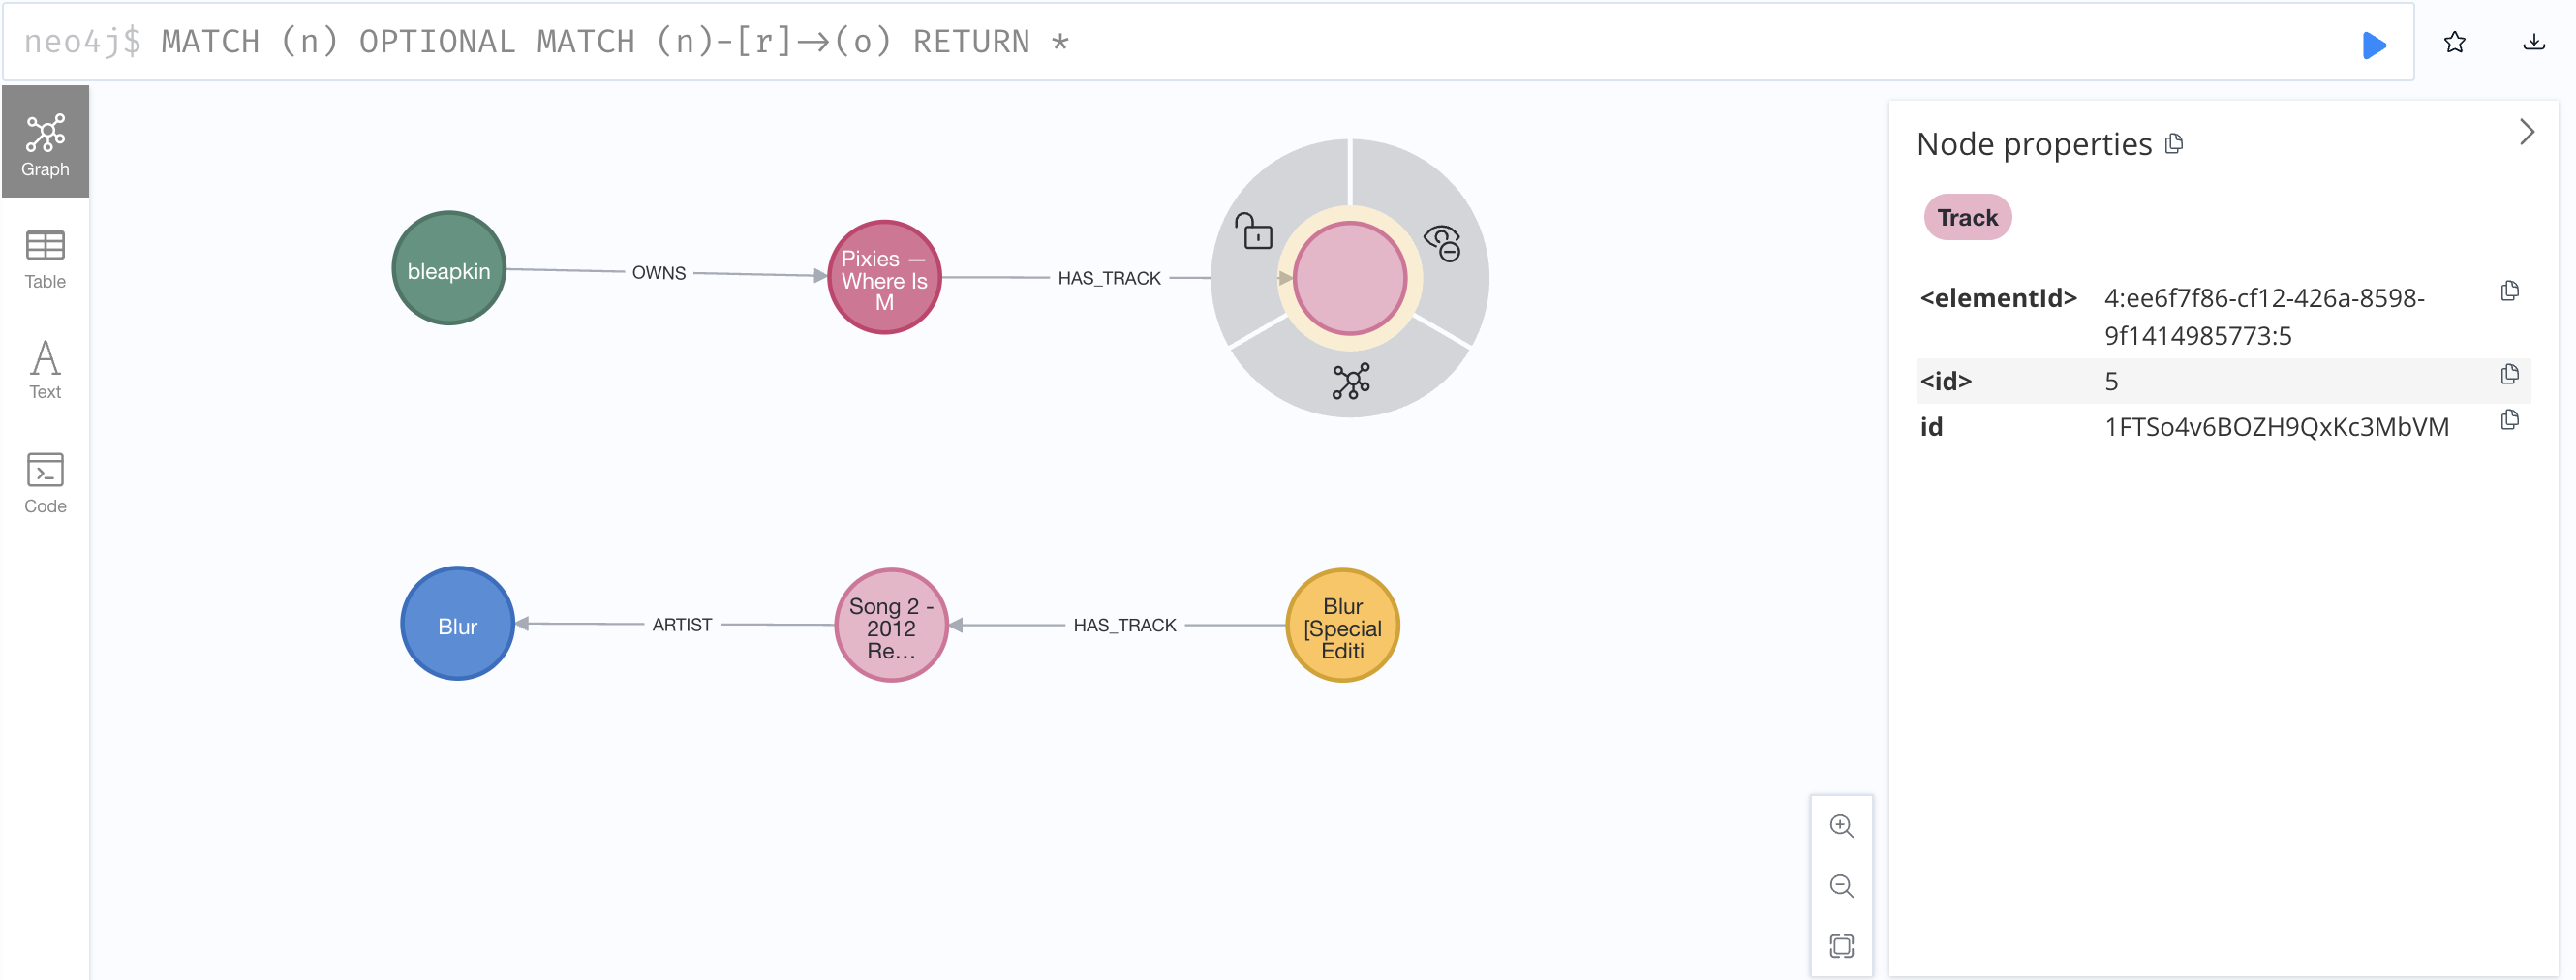 neo4j$ MATCH (n) OPTIONAL MATCH (n)-[r]->(o) RETURN *
Graph
Table
Text
Code
bleapkin
OWNS
Pixies —
Where Is
M
HAS_TRACK
Blur
ARTIST
Song 2 -
2012
Re...
HAS_TRACK
Blur
[Special
Editi
Node properties
Track
<elementId> 4:ee6f7f86-cf12-426a-8598-
9f1414985773:5
<id> 5
id 1FTSo4v6BOZH9QxKc3MbVM